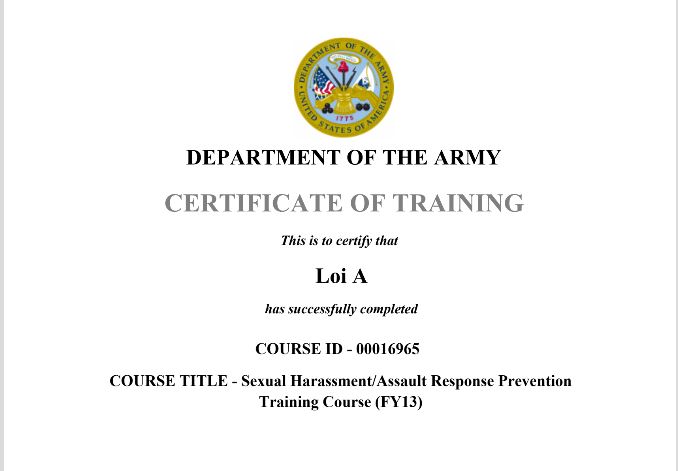 DEPARTMENT OF THE ARMY
UNITED STATES OF AMERICA
1775
DEPARTMENT OF THE ARMY
CERTIFICATE OF TRAINING
This is to certify that
Loi A
has successfully completed
COURSE ID - 00016965
COURSE TITLE - Sexual Harassment/Assault Response Prevention
Training Course (FY13)